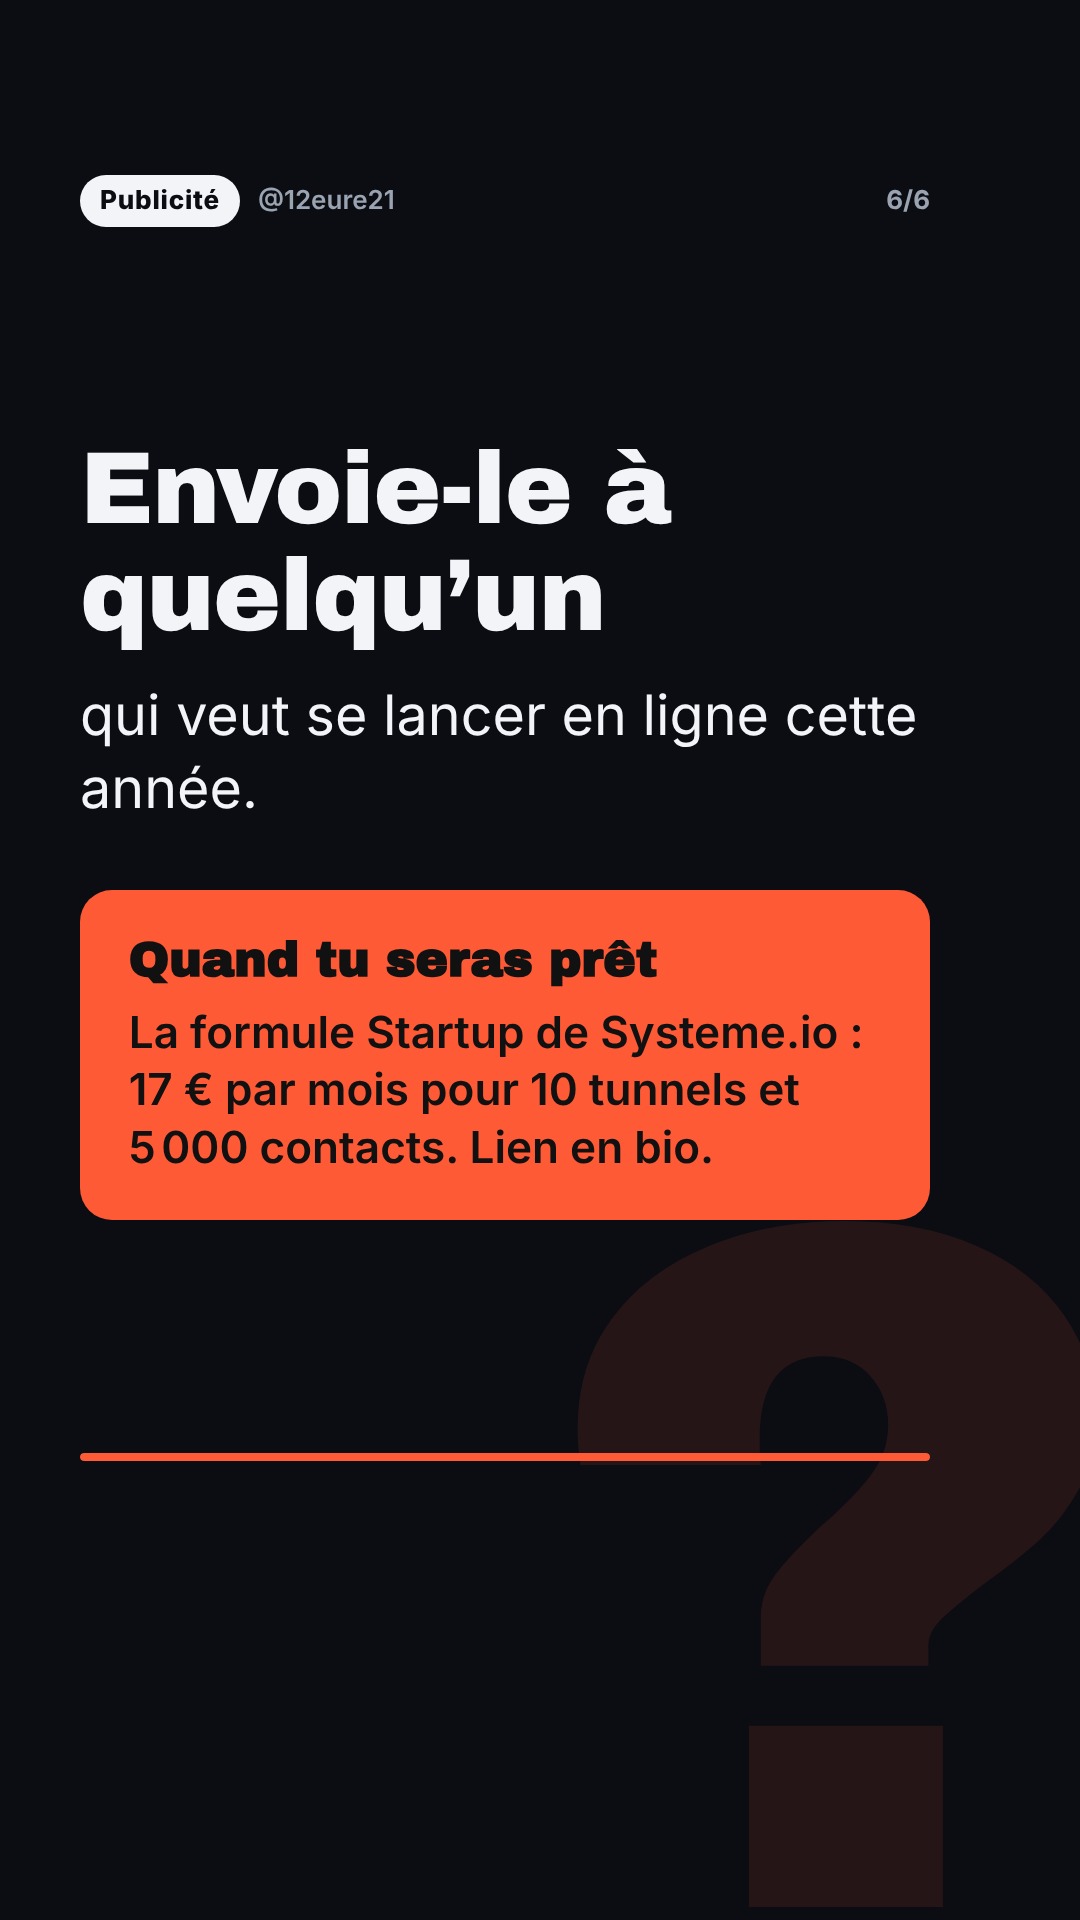 Publicité @12eure21 6/6
Envoie-le à
quelqu’un
qui veut se lancer en ligne cette
année.
Quand tu seras prêt
La formule Startup de Systeme.io :
17 € par mois pour 10 tunnels et
5 000 contacts. Lien en bio.
?